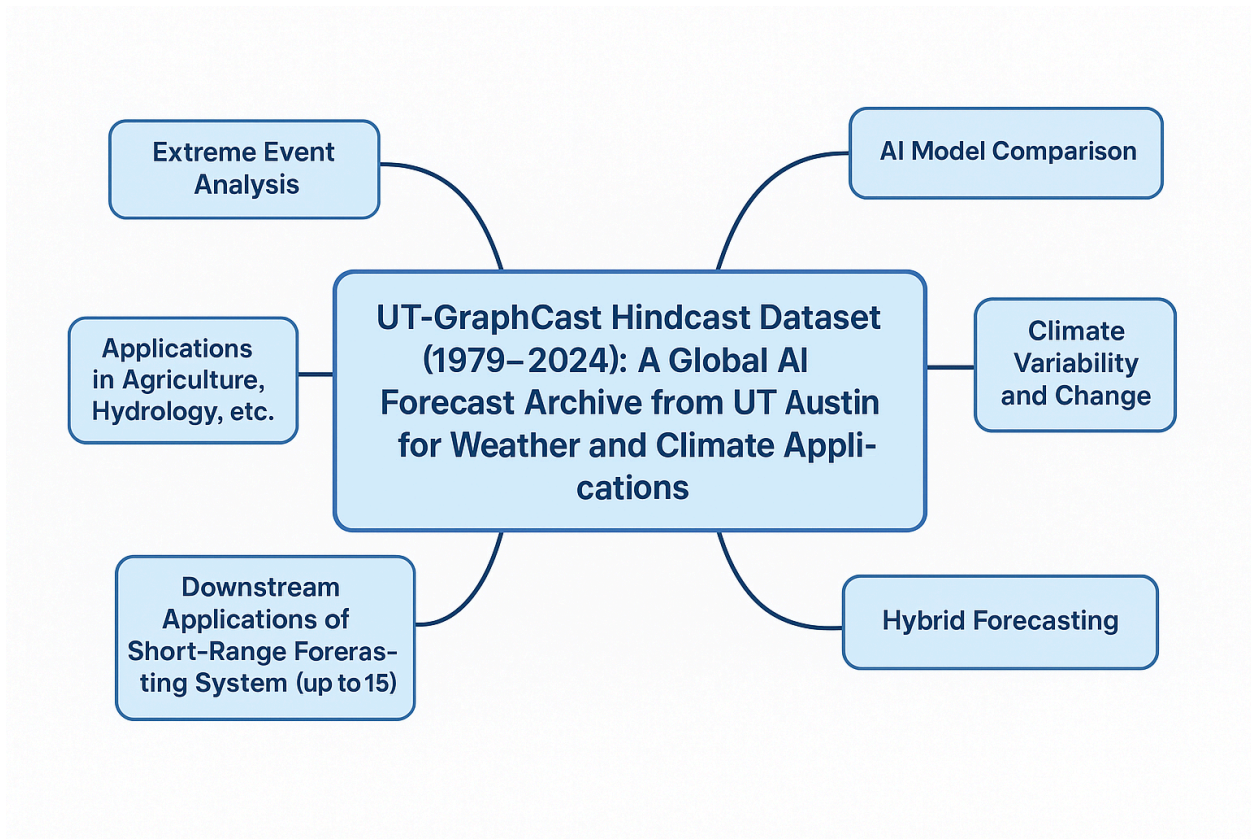 Extreme Event
Analysis
AI Model Comparison
Applications
in Agriculture,
Hydrology, etc.
UT-GraphCast Hindcast Dataset
(1979–2024): A Global AI
Forecast Archive from UT Austin
for Weather and Climate Appli-
cations
Climate
Variability
and Change
Downstream
Applications of
Short-Range Foreras-
ting System (up to 15)
Hybrid Forecasting